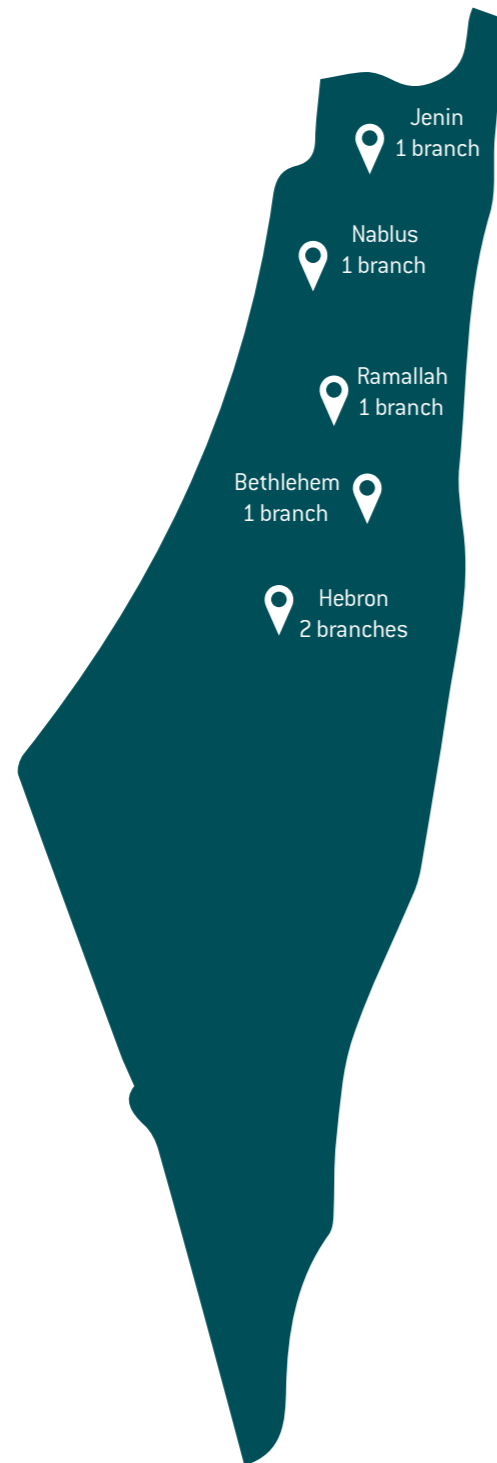 Jenin
1 branch
Nablus
1 branch
Ramallah
1 branch
Bethlehem
1 branch
Hebron
2 branches